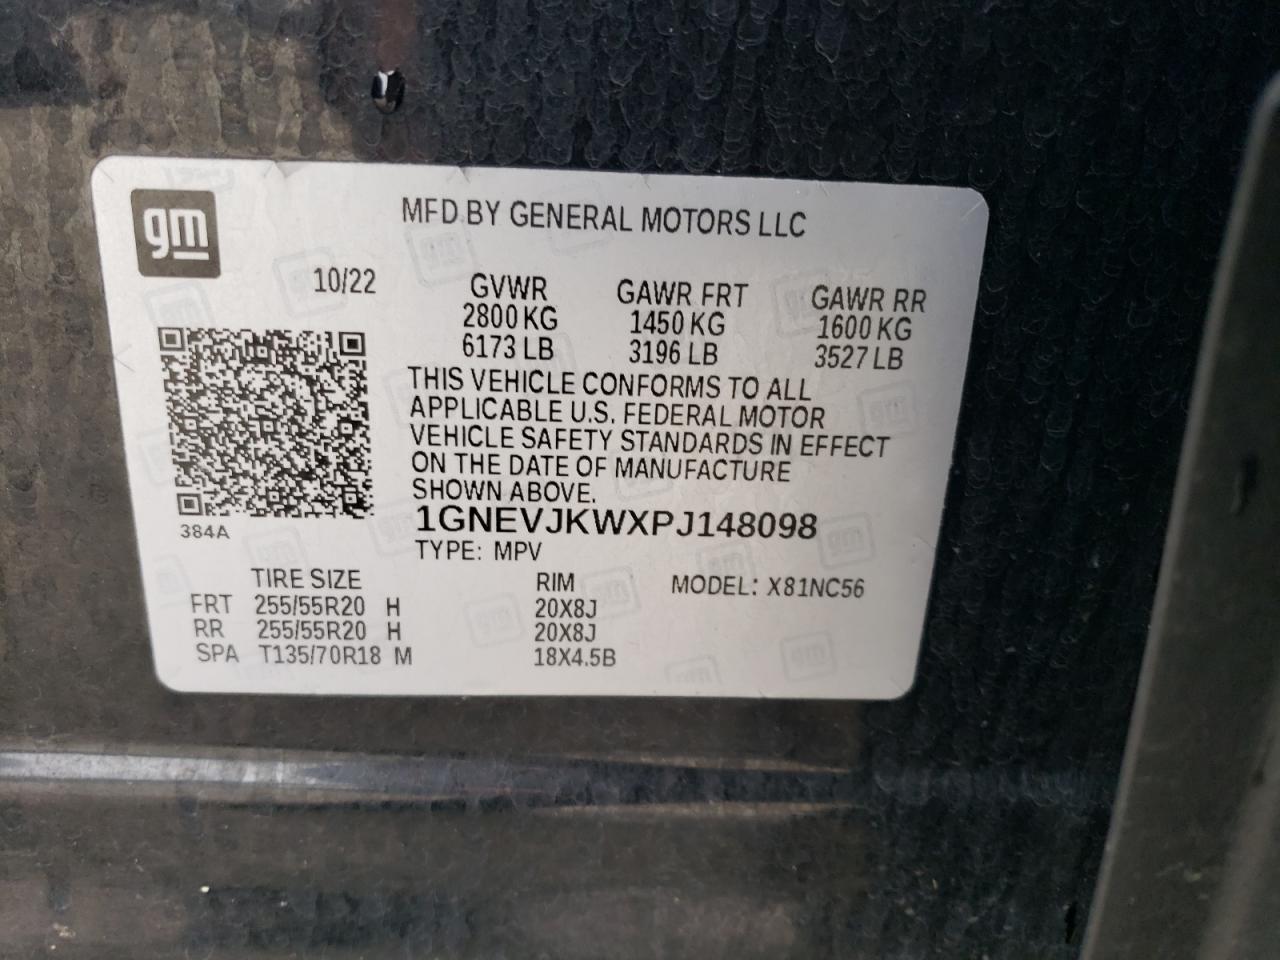 gm
MFD BY GENERAL MOTORS LLC
10/22
GVWR GAWR FRT GAWR RR
2800 KG 1450 KG 1600 KG
6173 LB 3196 LB 3527 LB
THIS VEHICLE CONFORMS TO ALL
APPLICABLE U.S. FEDERAL MOTOR
VEHICLE SAFETY STANDARDS IN EFFECT
ON THE DATE OF MANUFACTURE
SHOWN ABOVE.
384A
1GNEVJKWXPJ148098
TYPE: MPV
TIRE SIZE RIM MODEL: X81NC56
FRT 255/55R20 H 20X8J
RR 255/55R20 H 20X8J
SPA T135/70R18 M 18X4.5B